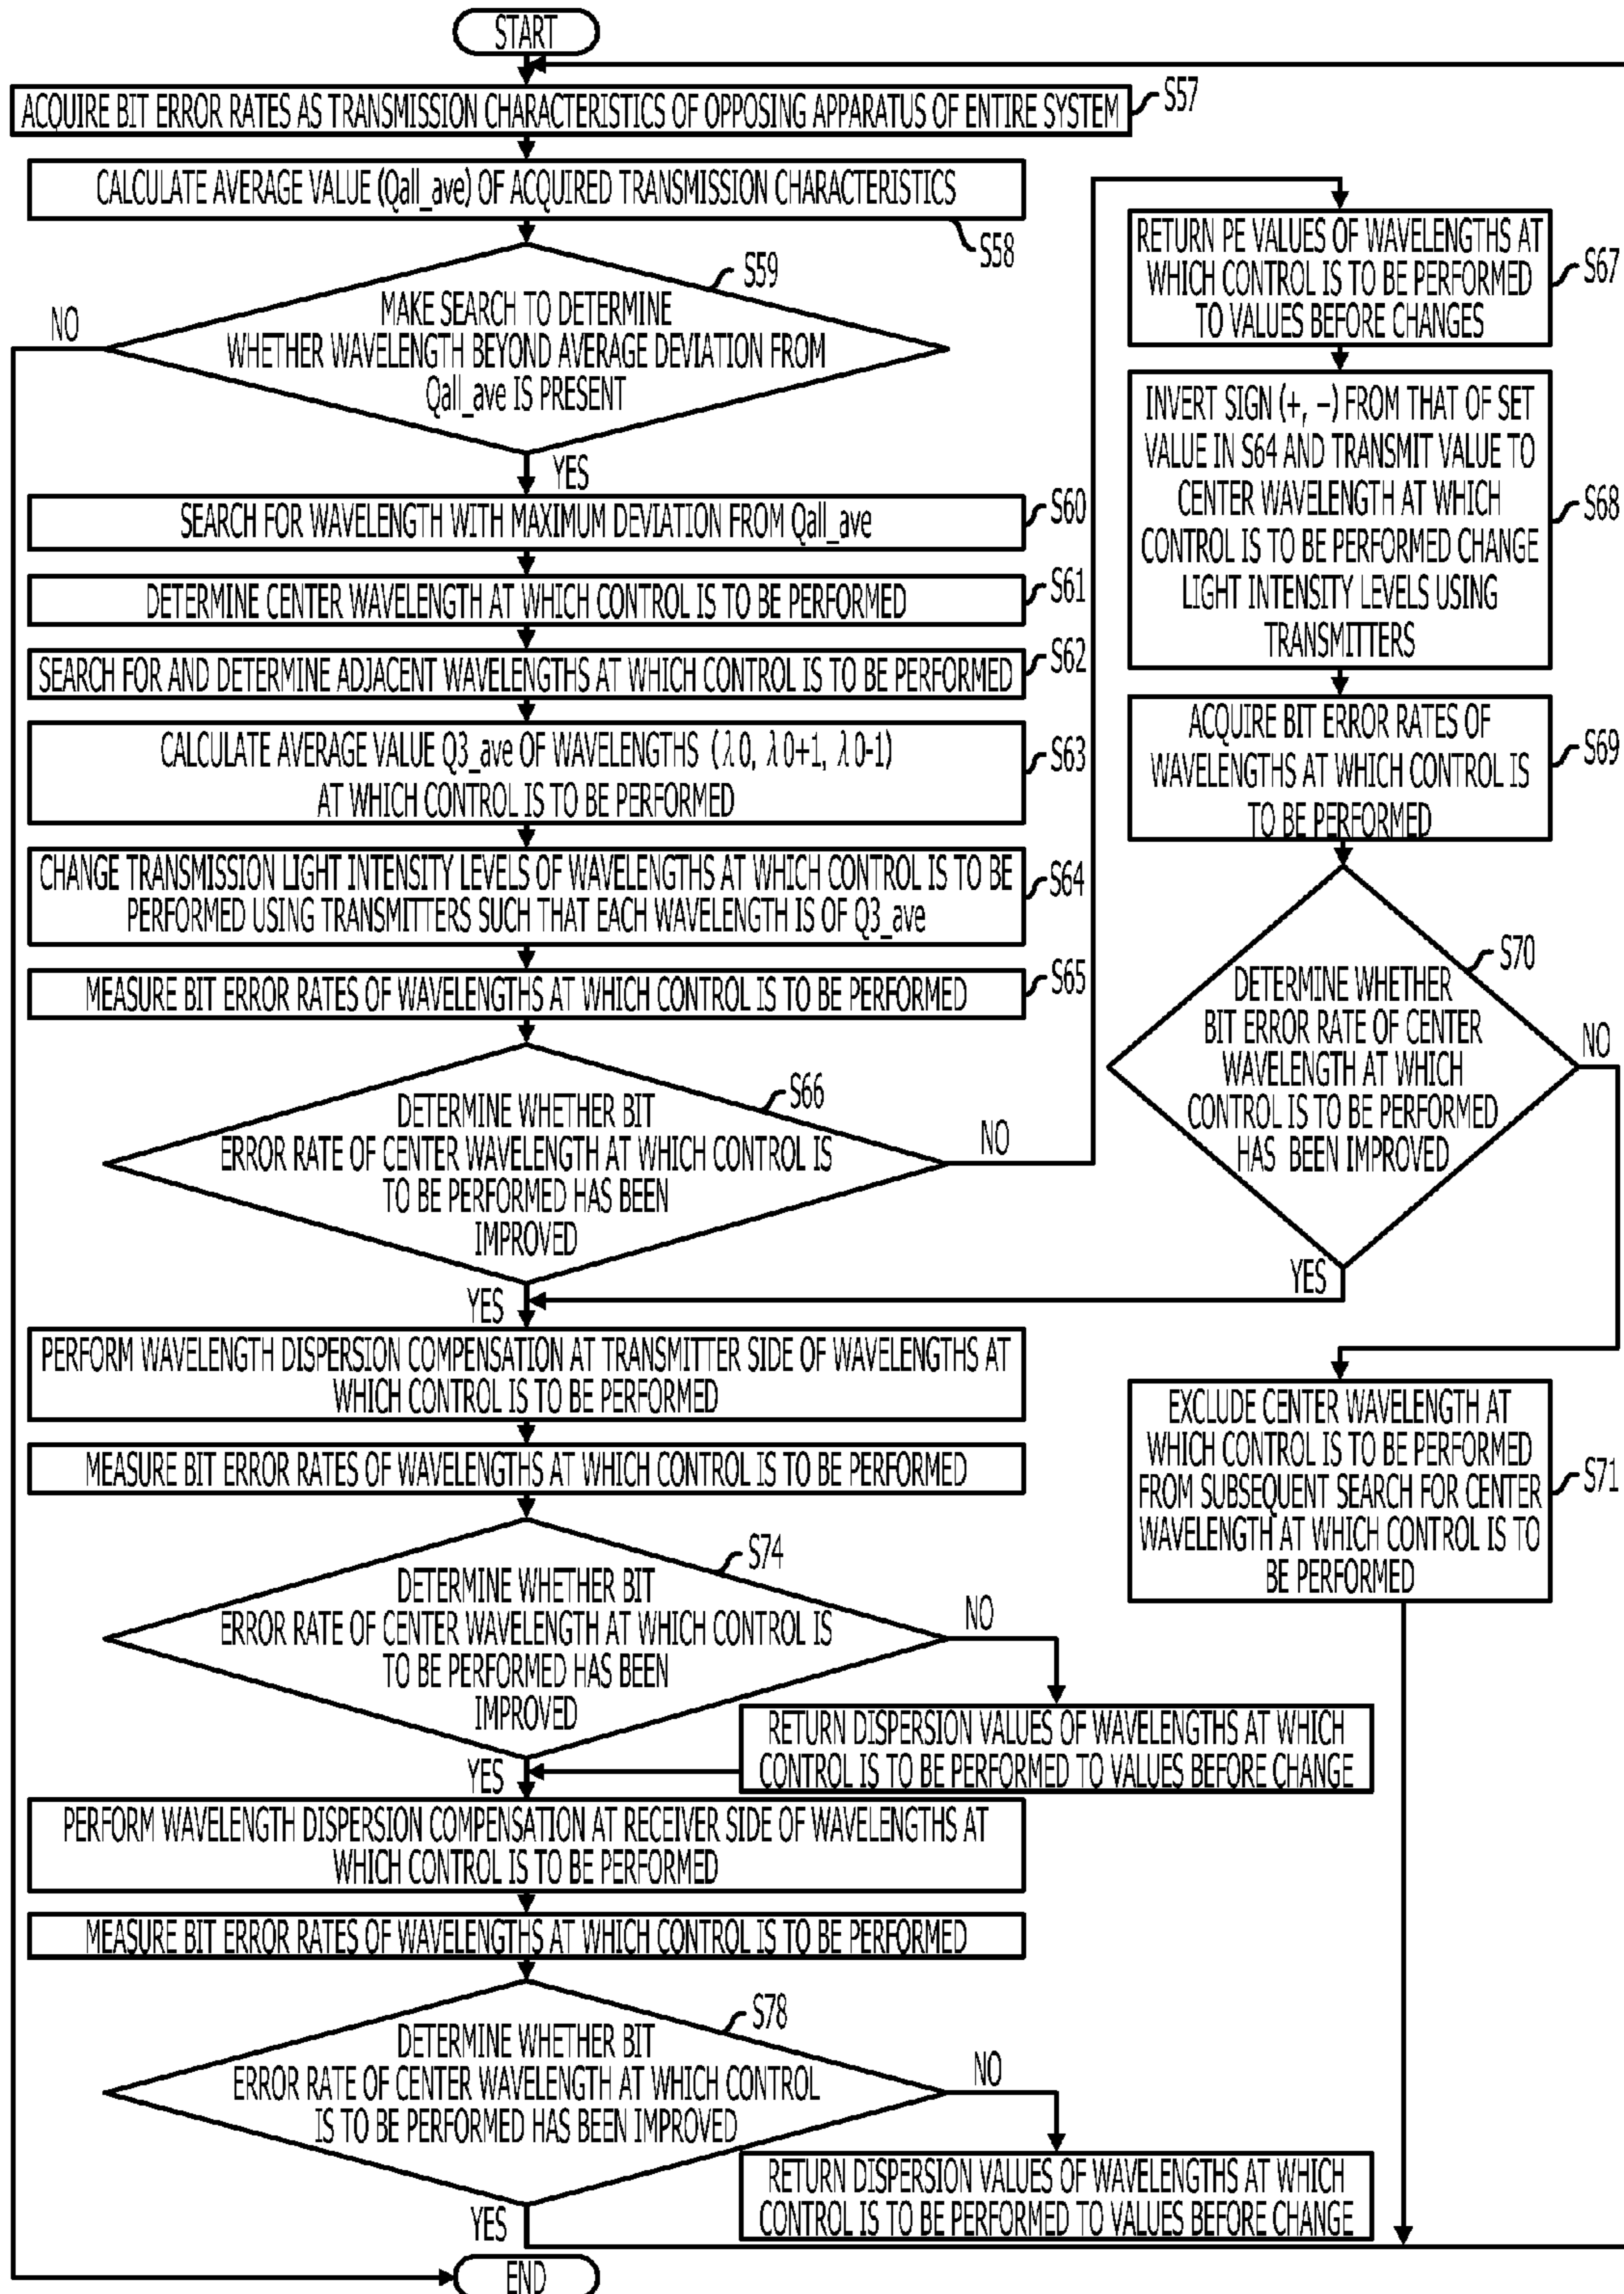 START
ACQUIRE BIT ERROR RATES AS TRANSMISSION CHARACTERISTICS OF OPPOSING APPARATUS OF ENTIRE SYSTEM
S57
CALCULATE AVERAGE VALUE (Qall_ave) OF ACQUIRED TRANSMISSION CHARACTERISTICS
S58
S59
MAKE SEARCH TO DETERMINE
WHETHER WAVELENGTH BEYOND AVERAGE DEVIATION FROM
Qall_ave IS PRESENT
NO
YES
SEARCH FOR WAVELENGTH WITH MAXIMUM DEVIATION FROM Qall_ave
S60
DETERMINE CENTER WAVELENGTH AT WHICH CONTROL IS TO BE PERFORMED
S61
SEARCH FOR AND DETERMINE ADJACENT WAVELENGTHS AT WHICH CONTROL IS TO BE PERFORMED
S62
CALCULATE AVERAGE VALUE Q3_ave OF WAVELENGTHS (λ0, λ0+1, λ0-1)
AT WHICH CONTROL IS TO BE PERFORMED
S63
CHANGE TRANSMISSION LIGHT INTENSITY LEVELS OF WAVELENGTHS AT WHICH CONTROL IS TO BE
PERFORMED USING TRANSMITTERS SUCH THAT EACH WAVELENGTH IS OF Q3_ave
S64
MEASURE BIT ERROR RATES OF WAVELENGTHS AT WHICH CONTROL IS TO BE PERFORMED
S65
S66
DETERMINE WHETHER BIT
ERROR RATE OF CENTER WAVELENGTH AT WHICH CONTROL IS
TO BE PERFORMED HAS BEEN
IMPROVED
NO
YES
RETURN PE VALUES OF WAVELENGTHS AT
WHICH CONTROL IS TO BE PERFORMED
TO VALUES BEFORE CHANGES
S67
INVERT SIGN (+, −) FROM THAT OF SET
VALUE IN S64 AND TRANSMIT VALUE TO
CENTER WAVELENGTH AT WHICH
CONTROL IS TO BE PERFORMED CHANGE
LIGHT INTENSITY LEVELS USING
TRANSMITTERS
S68
ACQUIRE BIT ERROR RATES OF
WAVELENGTHS AT WHICH CONTROL IS
TO BE PERFORMED
S69
S70
DETERMINE WHETHER
BIT ERROR RATE OF CENTER
WAVELENGTH AT WHICH
CONTROL IS TO BE PERFORMED
HAS BEEN IMPROVED
NO
YES
EXCLUDE CENTER WAVELENGTH AT
WHICH CONTROL IS TO BE PERFORMED
FROM SUBSEQUENT SEARCH FOR CENTER
WAVELENGTH AT WHICH CONTROL IS TO
BE PERFORMED
S71
PERFORM WAVELENGTH DISPERSION COMPENSATION AT TRANSMITTER SIDE OF WAVELENGTHS AT
WHICH CONTROL IS TO BE PERFORMED
MEASURE BIT ERROR RATES OF WAVELENGTHS AT WHICH CONTROL IS TO BE PERFORMED
S74
DETERMINE WHETHER BIT
ERROR RATE OF CENTER WAVELENGTH AT WHICH CONTROL IS
TO BE PERFORMED HAS BEEN
IMPROVED
NO
RETURN DISPERSION VALUES OF WAVELENGTHS AT WHICH
CONTROL IS TO BE PERFORMED TO VALUES BEFORE CHANGE
YES
PERFORM WAVELENGTH DISPERSION COMPENSATION AT RECEIVER SIDE OF WAVELENGTHS AT
WHICH CONTROL IS TO BE PERFORMED
MEASURE BIT ERROR RATES OF WAVELENGTHS AT WHICH CONTROL IS TO BE PERFORMED
S78
DETERMINE WHETHER BIT
ERROR RATE OF CENTER WAVELENGTH AT WHICH CONTROL
IS TO BE PERFORMED HAS BEEN IMPROVED
NO
RETURN DISPERSION VALUES OF WAVELENGTHS AT WHICH
CONTROL IS TO BE PERFORMED TO VALUES BEFORE CHANGE
YES
END